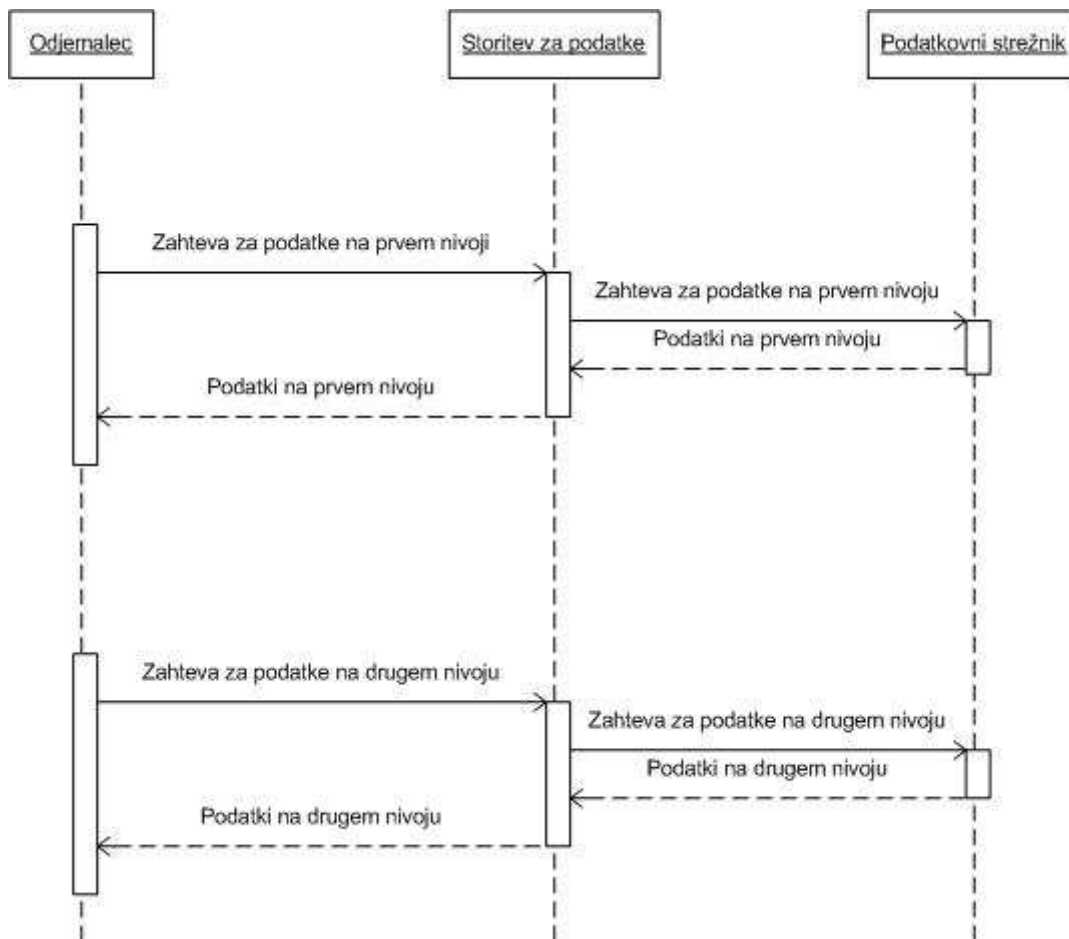 Odjemalec
Storitev za podatke
Podatkovni strežnik
Zahteva za podatke na prvem nivoji
Zahteva za podatke na prvem nivoju
Podatki na prvem nivoju
Podatki na prvem nivoju
Zahteva za podatke na drugem nivoju
Zahteva za podatke na drugem nivoju
Podatki na drugem nivoju
Podatki na drugem nivoju